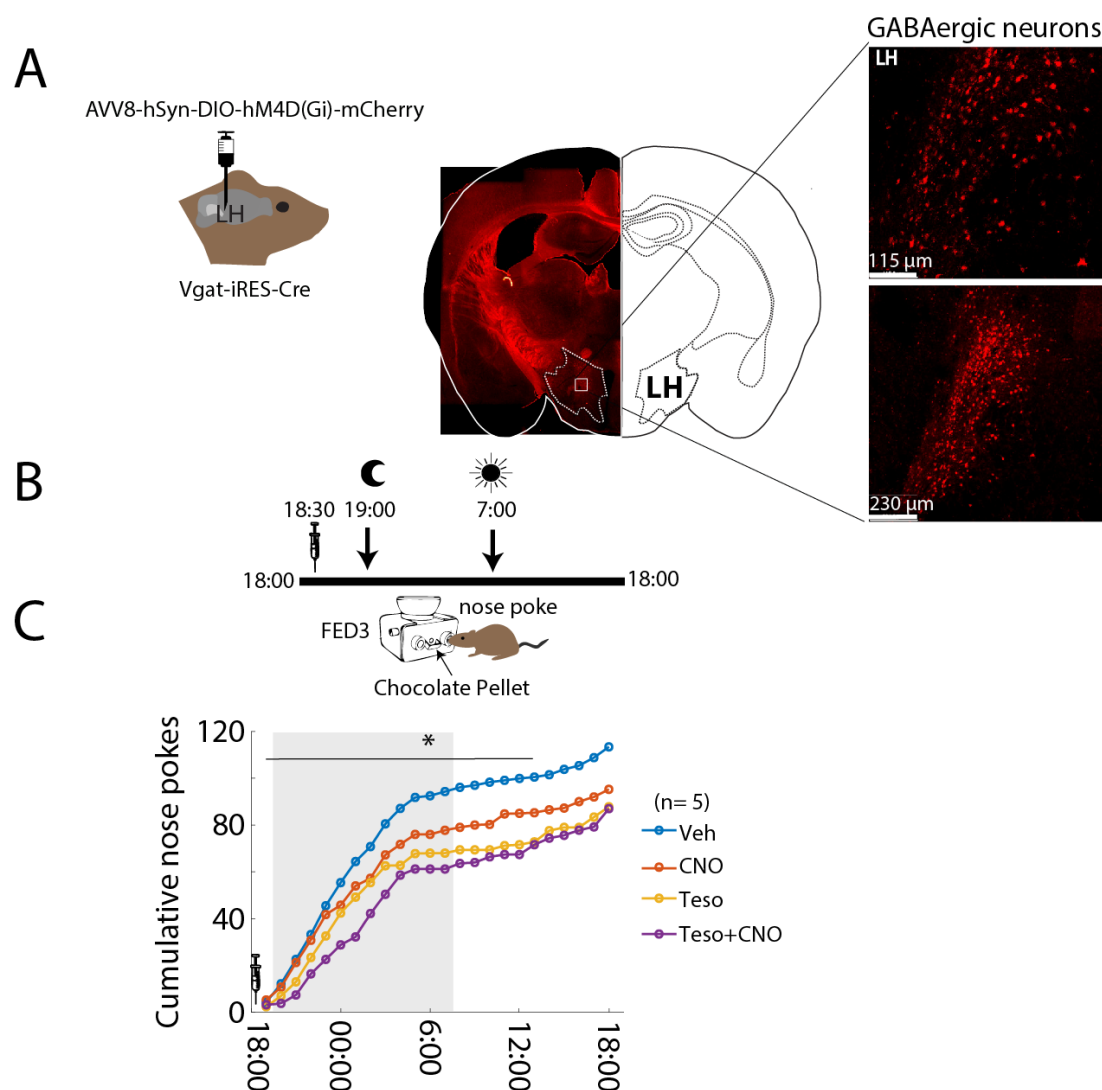 A
AVV8-hSyn-DIO-hM4D(Gi)-mCherry
LH
Vgat-iRES-Cre
LH
GABAergic neurons
LH
115 µm
230 µm
B
18:30
19:00
7:00
18:00
18:00
C
FED3
nose poke
Chocolate Pellet
Cumulative nose pokes
120
80
40
0
*
18:00
00:00
6:00
12:00
18:00
(n= 5)
Veh
CNO
Teso
Teso+CNO